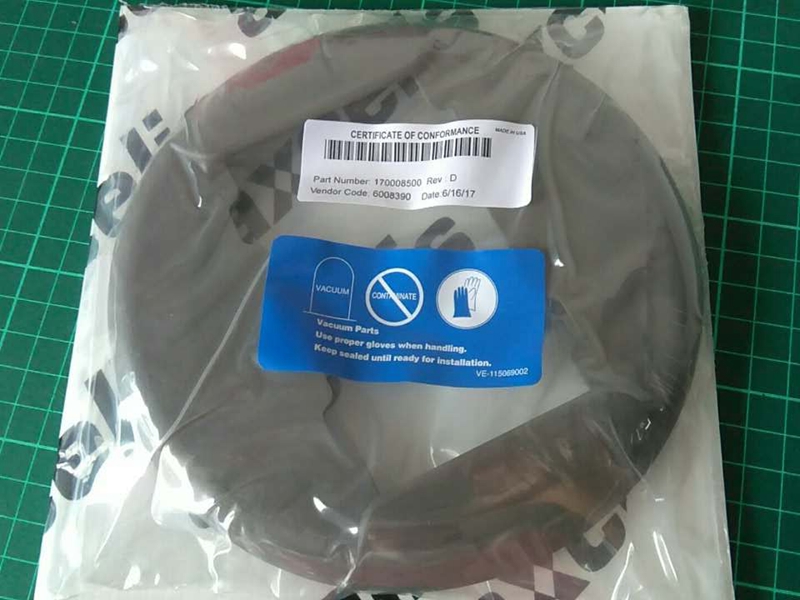 CERTIFICATE OF CONFORMANCE
MADE IN USA
Part Number: 170008500 Rev : D
Vendor Code: 6008390 Date:6/16/17
VACUUM
CONTAMINATE
Vacuum Parts
Use proper gloves when handling.
Keep sealed until ready for installation.
VE-115069002